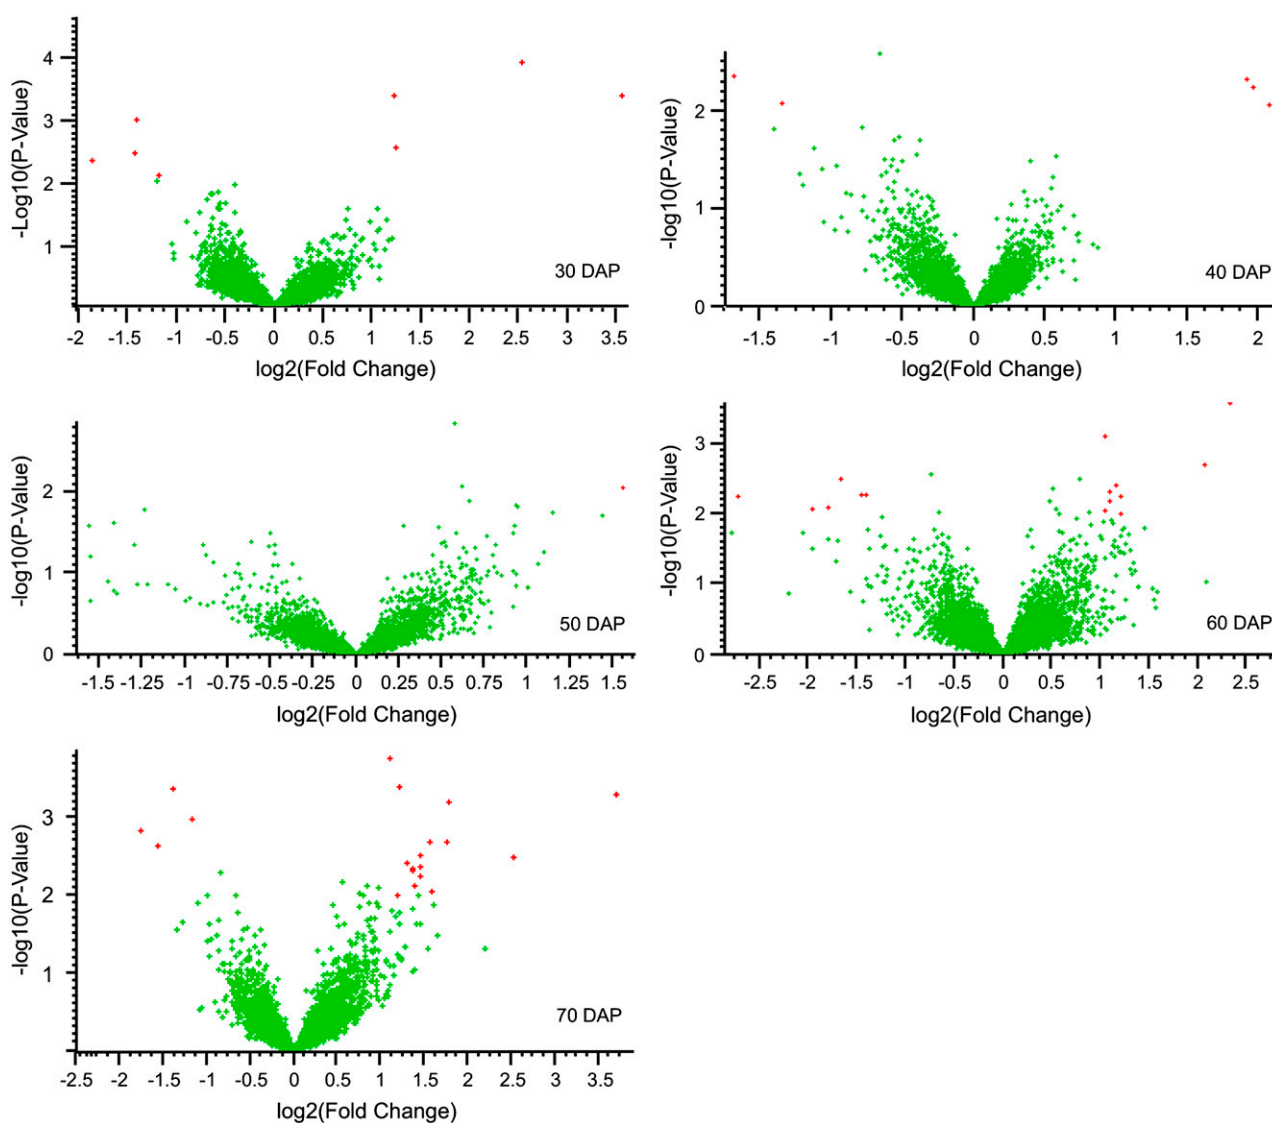 -Log10(P-Value)
4
3
2
1
30 DAP
-2 -1.5 -1 -0.5 0 0.5 1 1.5 2 2.5 3 3.5
log2(Fold Change)
-log10(P-Value)
2
1
0
40 DAP
-1.5 -1 -0.5 0 0.5 1 1.5 2
log2(Fold Change)
-log10(P-Value)
2
1
0
50 DAP
-1.5 -1.25 -1 -0.75 -0.5 -0.25 0 0.25 0.5 0.75 1 1.25 1.5
log2(Fold Change)
-log10(P-Value)
3
2
1
0
60 DAP
-2.5 -2 -1.5 -1 -0.5 0 0.5 1 1.5 2 2.5
log2(Fold Change)
-log10(P-Value)
3
2
1
70 DAP
-2.5 -2 -1.5 -1 -0.5 0 0.5 1 1.5 2 2.5 3 3.5
log2(Fold Change)